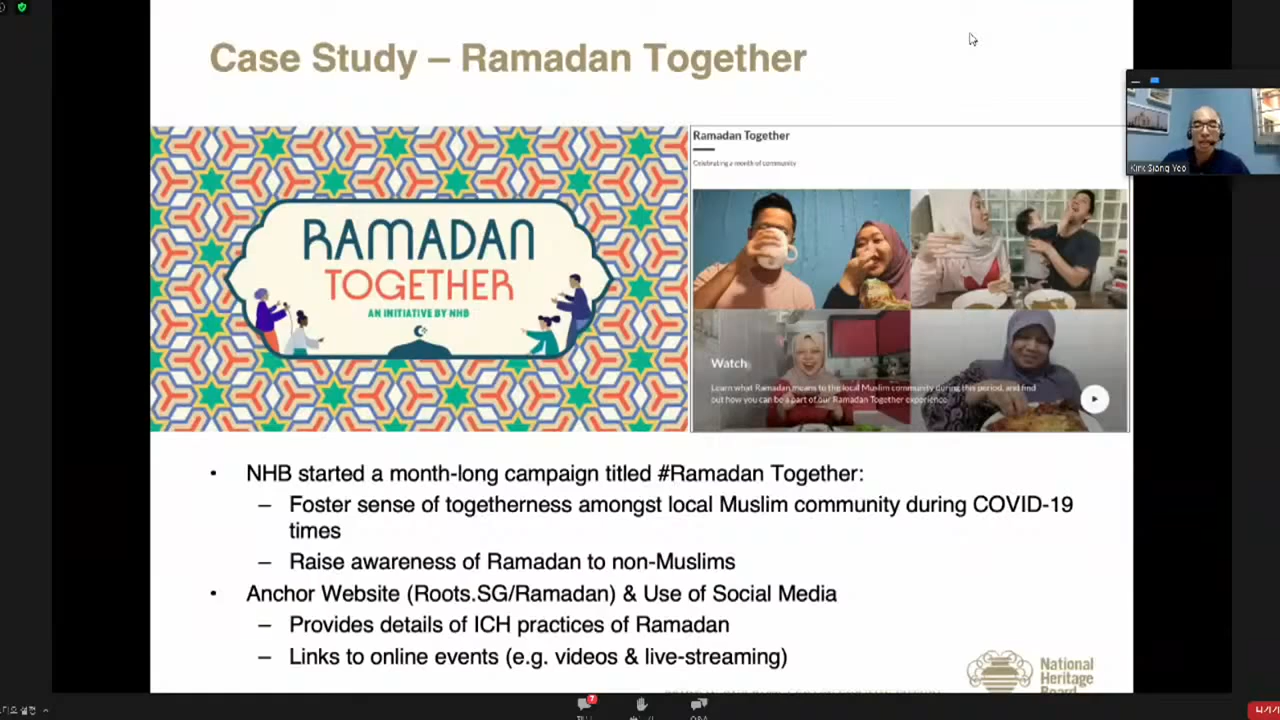 Case Study – Ramadan Together
RAMADAN
TOGETHER
AN INITIATIVE BY NHB
Ramadan Together
Celebrating a month of community
Watch
Learn what Ramadan means to the local Muslim community during this period, and find
out how you can be a part of our Ramadan Together experience.
Kirk Siang Yeo
• NHB started a month-long campaign titled #Ramadan Together:
– Foster sense of togetherness amongst local Muslim community during COVID-19
times
– Raise awareness of Ramadan to non-Muslims
• Anchor Website (Roots.SG/Ramadan) & Use of Social Media
– Provides details of ICH practices of Ramadan
– Links to online events (e.g. videos & live-streaming)
National
Heritage
Board
7